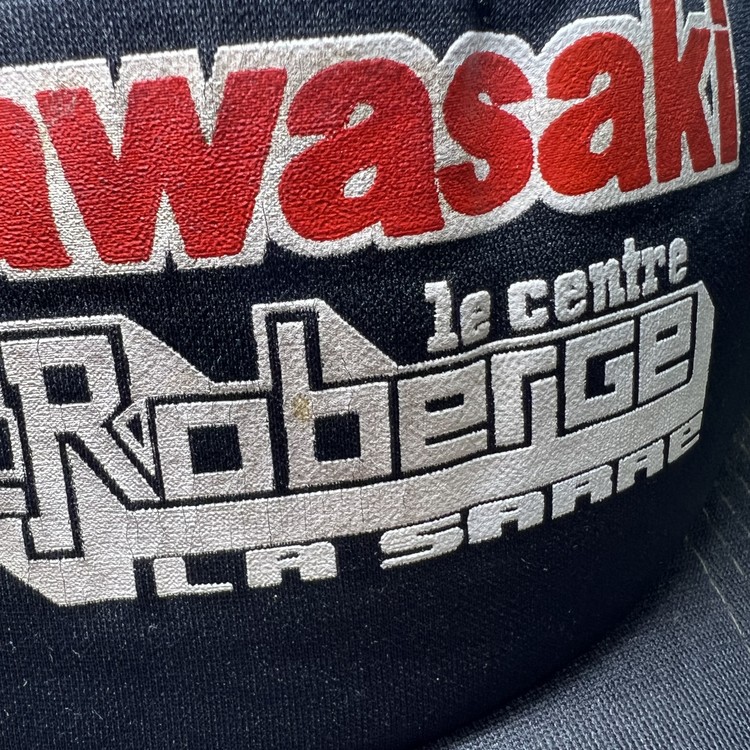 awasaki
le centre
Roberge
LA SARRE